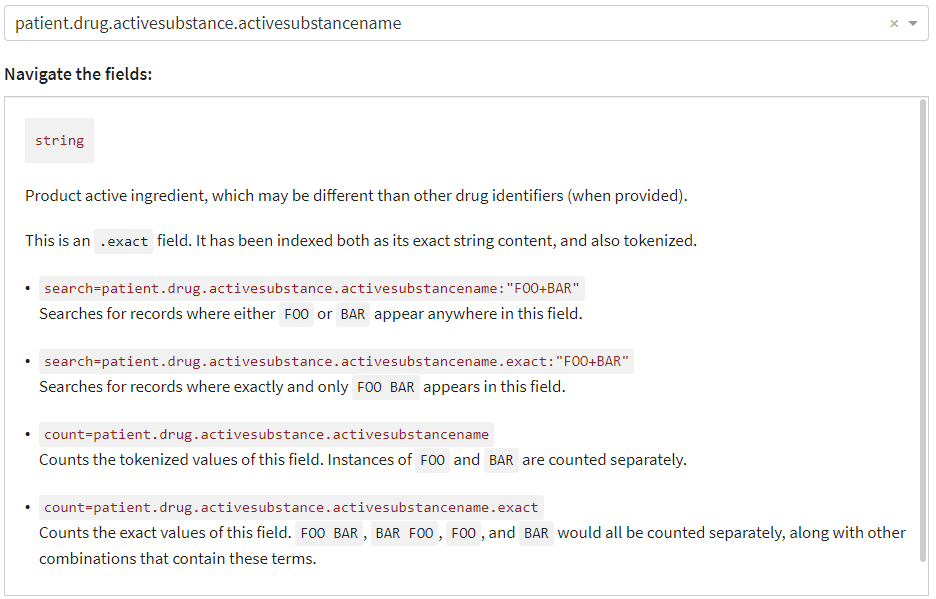 patient.drug.activesubstance.activesubstancename
Navigate the fields:
string
Product active ingredient, which may be different than other drug identifiers (when provided).
This is an .exact field. It has been indexed both as its exact string content, and also tokenized.
• search=patient.drug.activesubstance.activesubstancename:"FOO+BAR"
Searches for records where either FOO or BAR appear anywhere in this field.
• search=patient.drug.activesubstance.activesubstancename.exact:"FOO+BAR"
Searches for records where exactly and only FOO BAR appears in this field.
• count=patient.drug.activesubstance.activesubstancename
Counts the tokenized values of this field. Instances of FOO and BAR are counted separately.
• count=patient.drug.activesubstance.activesubstancename.exact
Counts the exact values of this field. FOO BAR, BAR FOO, FOO, and BAR would all be counted separately, along with other
combinations that contain these terms.